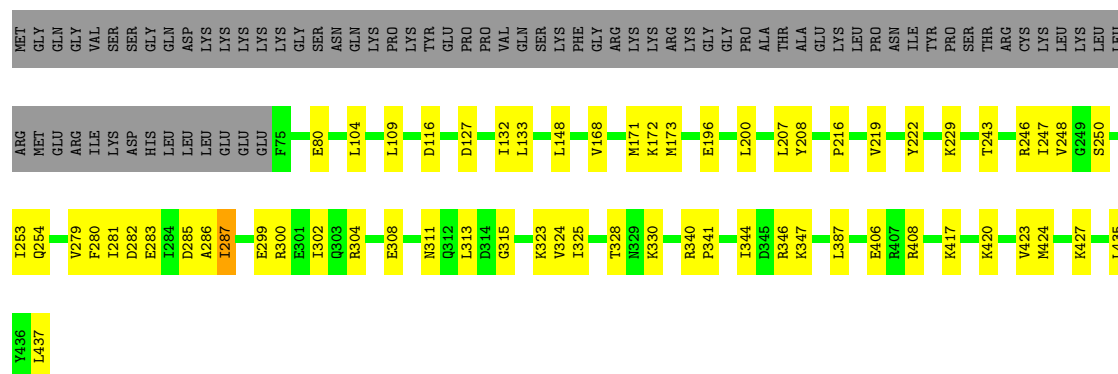 MET GLY GLN GLY VAL SER SER GLY GLN ASP LYS LYS LYS LYS LYS GLY SER ASN GLN LYS PRO LYS TYR GLU PRO PRO VAL GLN SER LYS PHE GLY ARG LYS LYS ARG LYS GLY GLY PRO ALA THR ALA GLU LYS LEU PRO ASN ILE TYR PRO SER THR ARG CYS LYS LEU LYS LEU LEU
ARG MET GLU ARG ILE LYS ASP HIS LEU LEU LEU GLU GLU GLU F75 E80 L104 L109 D116 D127 I132 L133 L148 V168 M171 K172 M173 E196 L200 L207 Y208 P216 V219 Y222 K229 T243 R246 I247 V248 G249 S250
I253 Q254 V279 F280 I281 D282 E283 I284 D285 A286 I287 E299 R300 E301 I302 Q303 R304 E308 N311 Q312 L313 D314 G315 K323 V324 I325 T328 N329 K330 R340 P341 I344 D345 R346 K347 L387 E406 R407 R408 K417 K420 V423 M424 K427 L435
Y436 L437